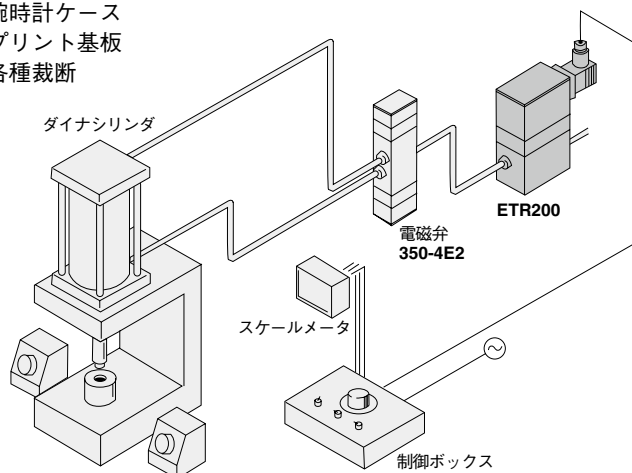 腕時計ケース
プリント基板
各種裁断
ダイナシリンダ
ETR200
電磁弁
350-4E2
スケールメータ
制御ボックス